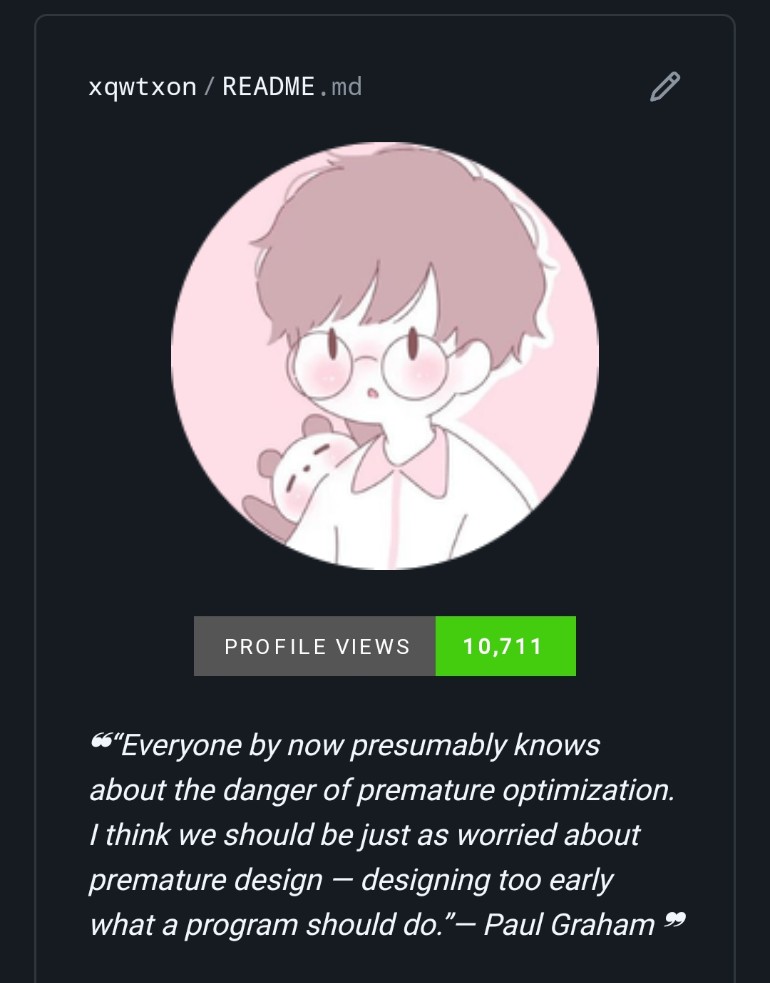 xqwtxon / README.md
PROFILE VIEWS 10,711
❝“Everyone by now presumably knows
about the danger of premature optimization.
I think we should be just as worried about
premature design — designing too early
what a program should do.”— Paul Graham ❞